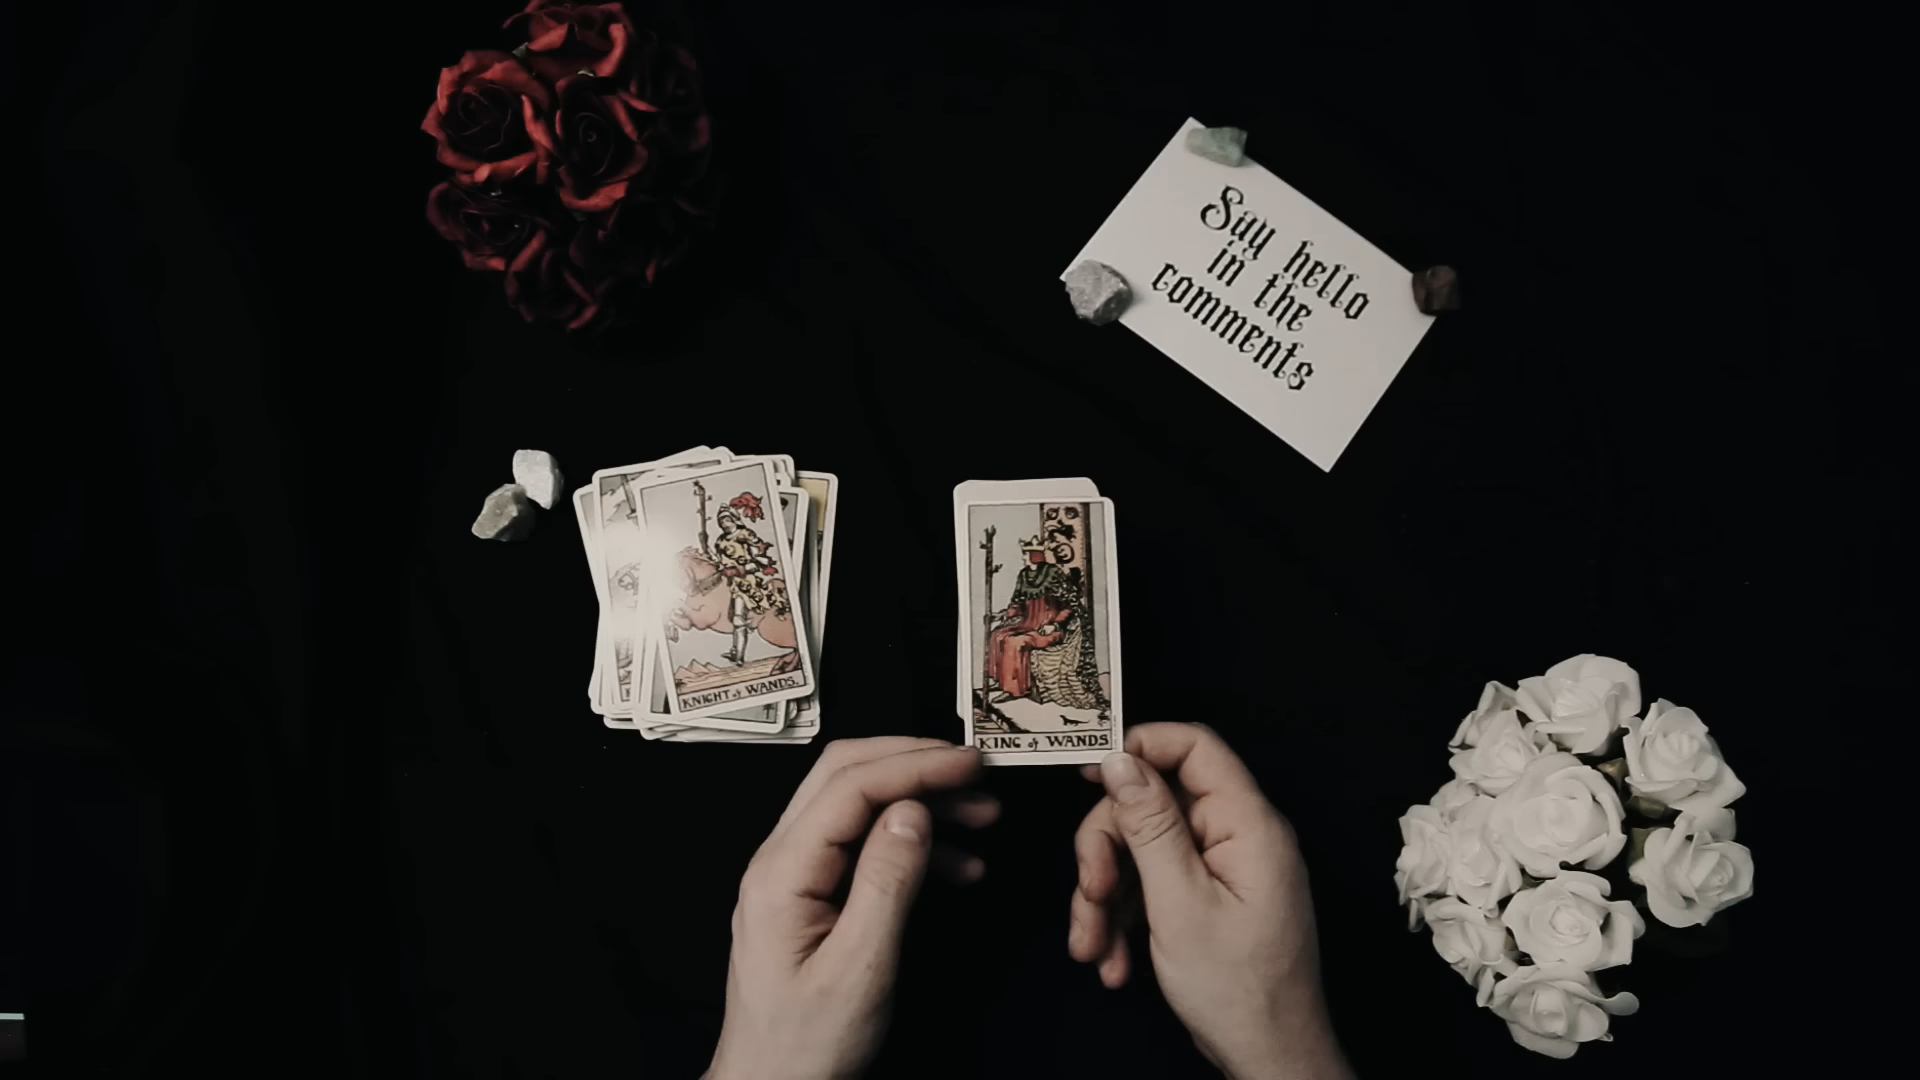 Say hello
in the
comments
KNIGHT of WANDS.
KING of WANDS